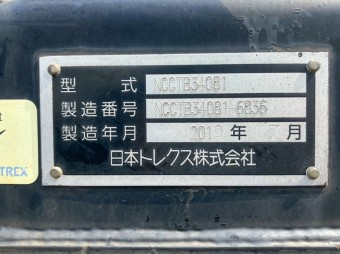 型式 NCCTB34081
製造番号 NCCTB34081-6836
製造年月 年 月
日本トレクス株式会社
TREX